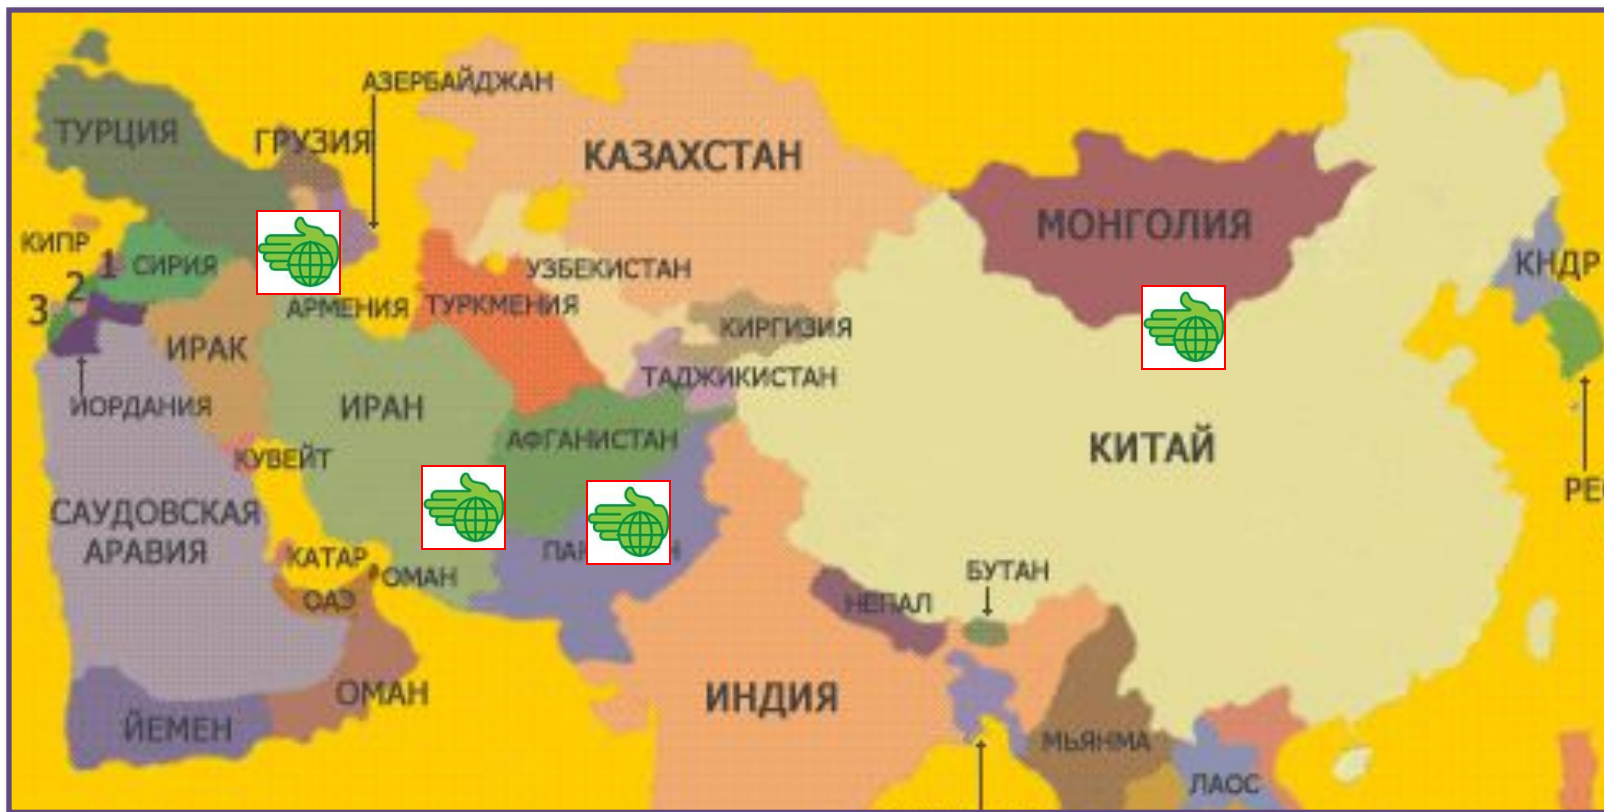 АЗЕРБАЙДЖАН
ТУРЦИЯ
ГРУЗИЯ
КАЗАХСТАН
МОНГОЛИЯ
КИПР
1
СИРИЯ
УЗБЕКИСТАН
КНДР
2
3
АРМЕНИЯ
ТУРКМЕНИЯ
КИРГИЗИЯ
ИРАК
ТАДЖИКИСТАН
ИОРДАНИЯ
ИРАН
АФГАНИСТАН
КИТАЙ
КУВЕЙТ
САУДОВСКАЯ
АРАВИЯ
КАТАР
ОМАН
ОАЭ
БУТАН
НЕПАЛ
ОМАН
ИНДИЯ
ЙЕМЕН
МЬЯНМА
ЛАОС